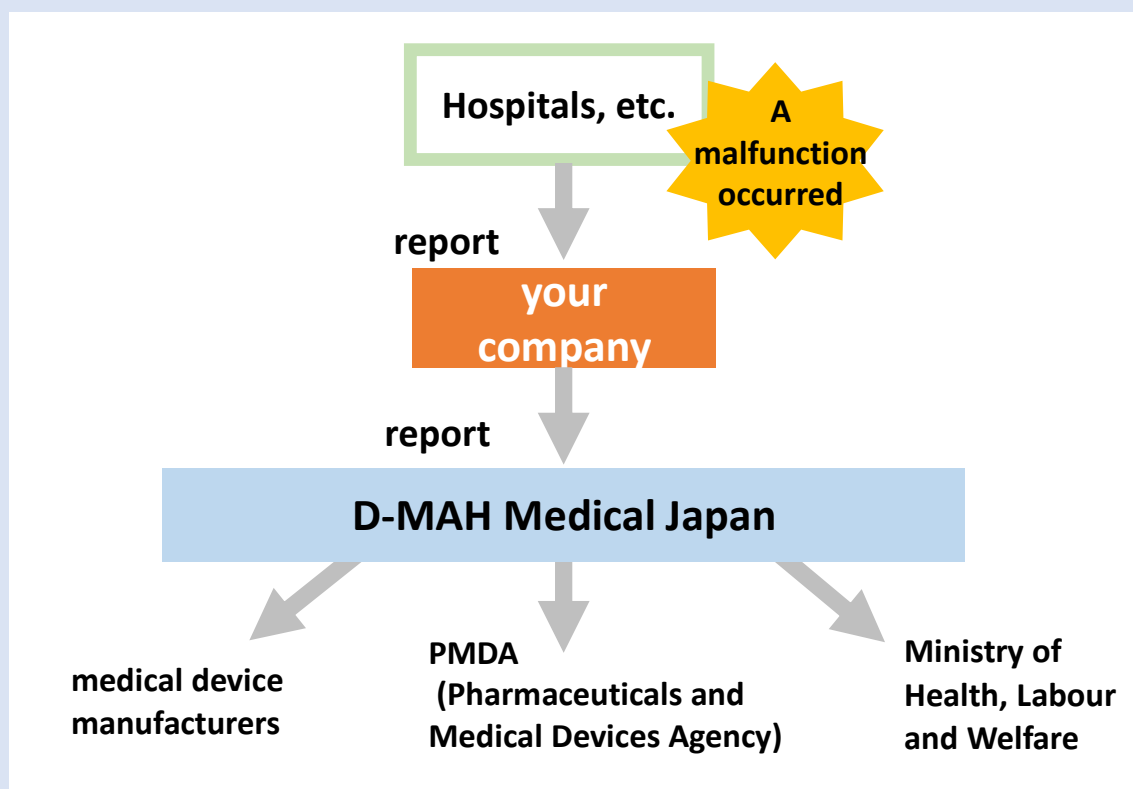 Hospitals, etc.
A
malfunction
occurred
report
your
company
report
D-MAH Medical Japan
medical device
manufacturers
PMDA
(Pharmaceuticals and
Medical Devices Agency)
Ministry of
Health, Labour
and Welfare